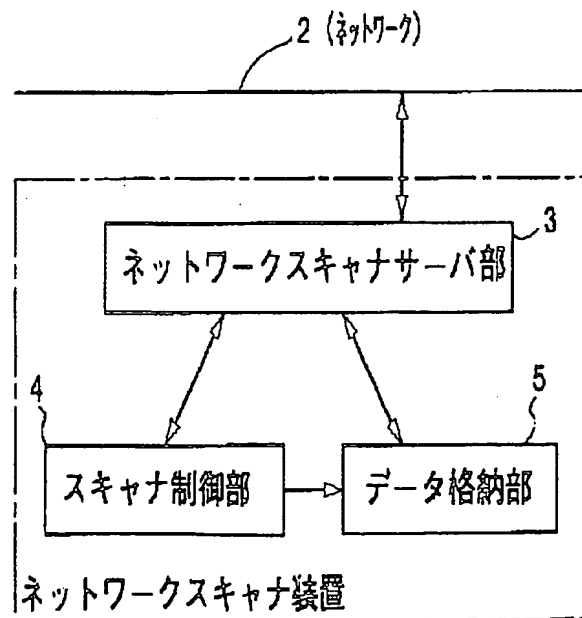 2 (ネットワーク)
3
ネットワークスキャナサーバ部
4
5
スキャナ制御部
データ格納部
ネットワークスキャナ装置